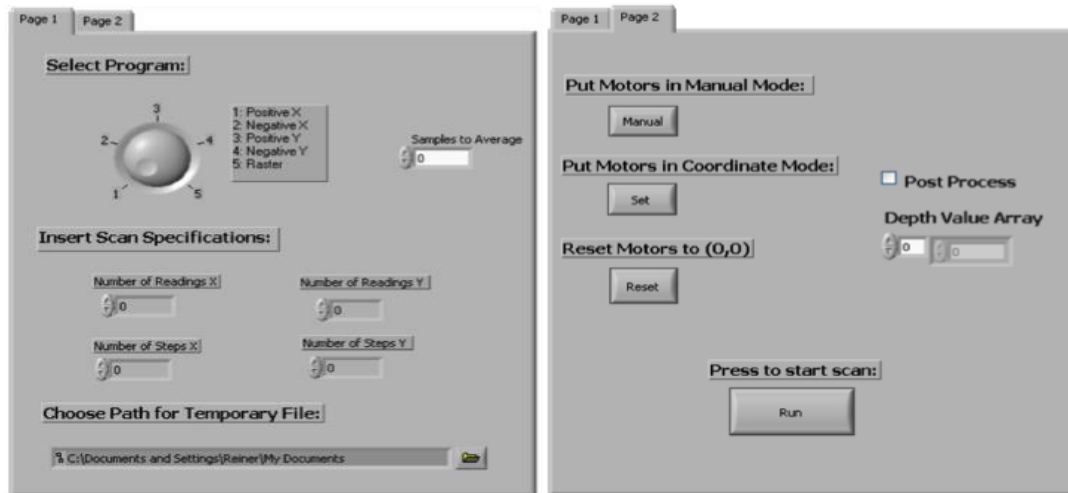 Page 1
Page 2
Select Program:
3
2
4
1
5
1: Positive X
2: Negative X
3: Positive Y
4: Negative Y
5: Raster
Samples to Average
0
Insert Scan Specifications:
Number of Readings X
0
Number of Readings Y
0
Number of Steps X
0
Number of Steps Y
0
Choose Path for Temporary File:
C:\Documents and Settings\Reiner\My Documents
Page 1
Page 2
Put Motors in Manual Mode:
Manual
Put Motors in Coordinate Mode:
Set
Reset Motors to (0,0)
Reset
Post Process
Depth Value Array
0
0
Press to start scan:
Run